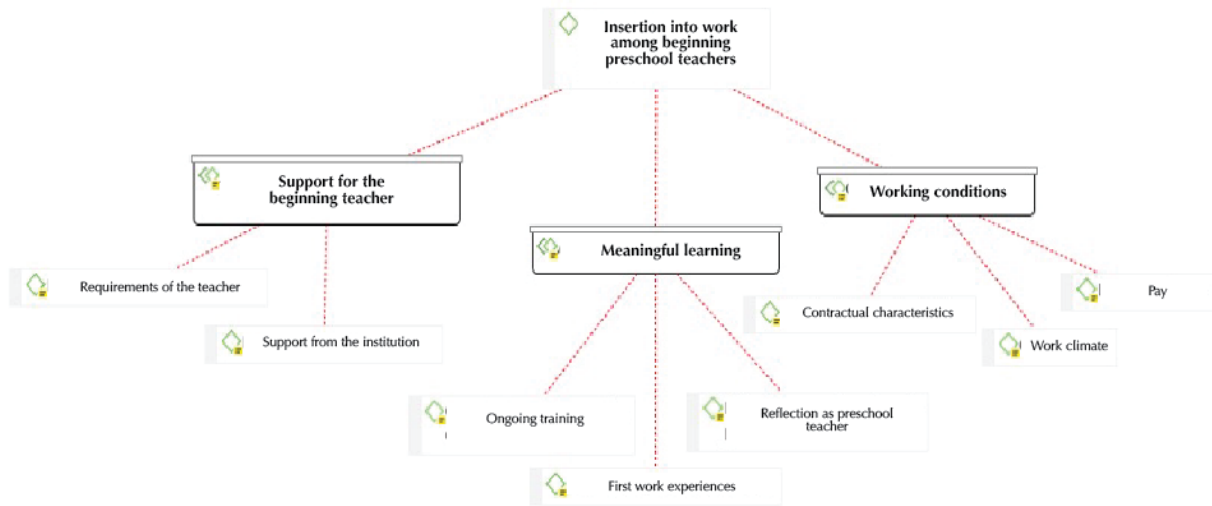 Insertion into work
among beginning
preschool teachers
Support for the
beginning teacher
Working conditions
Meaningful learning
Requirements of the teacher
Support from the institution
Contractual characteristics
Pay
Work climate
Ongoing training
Reflection as preschool
teacher
First work experiences